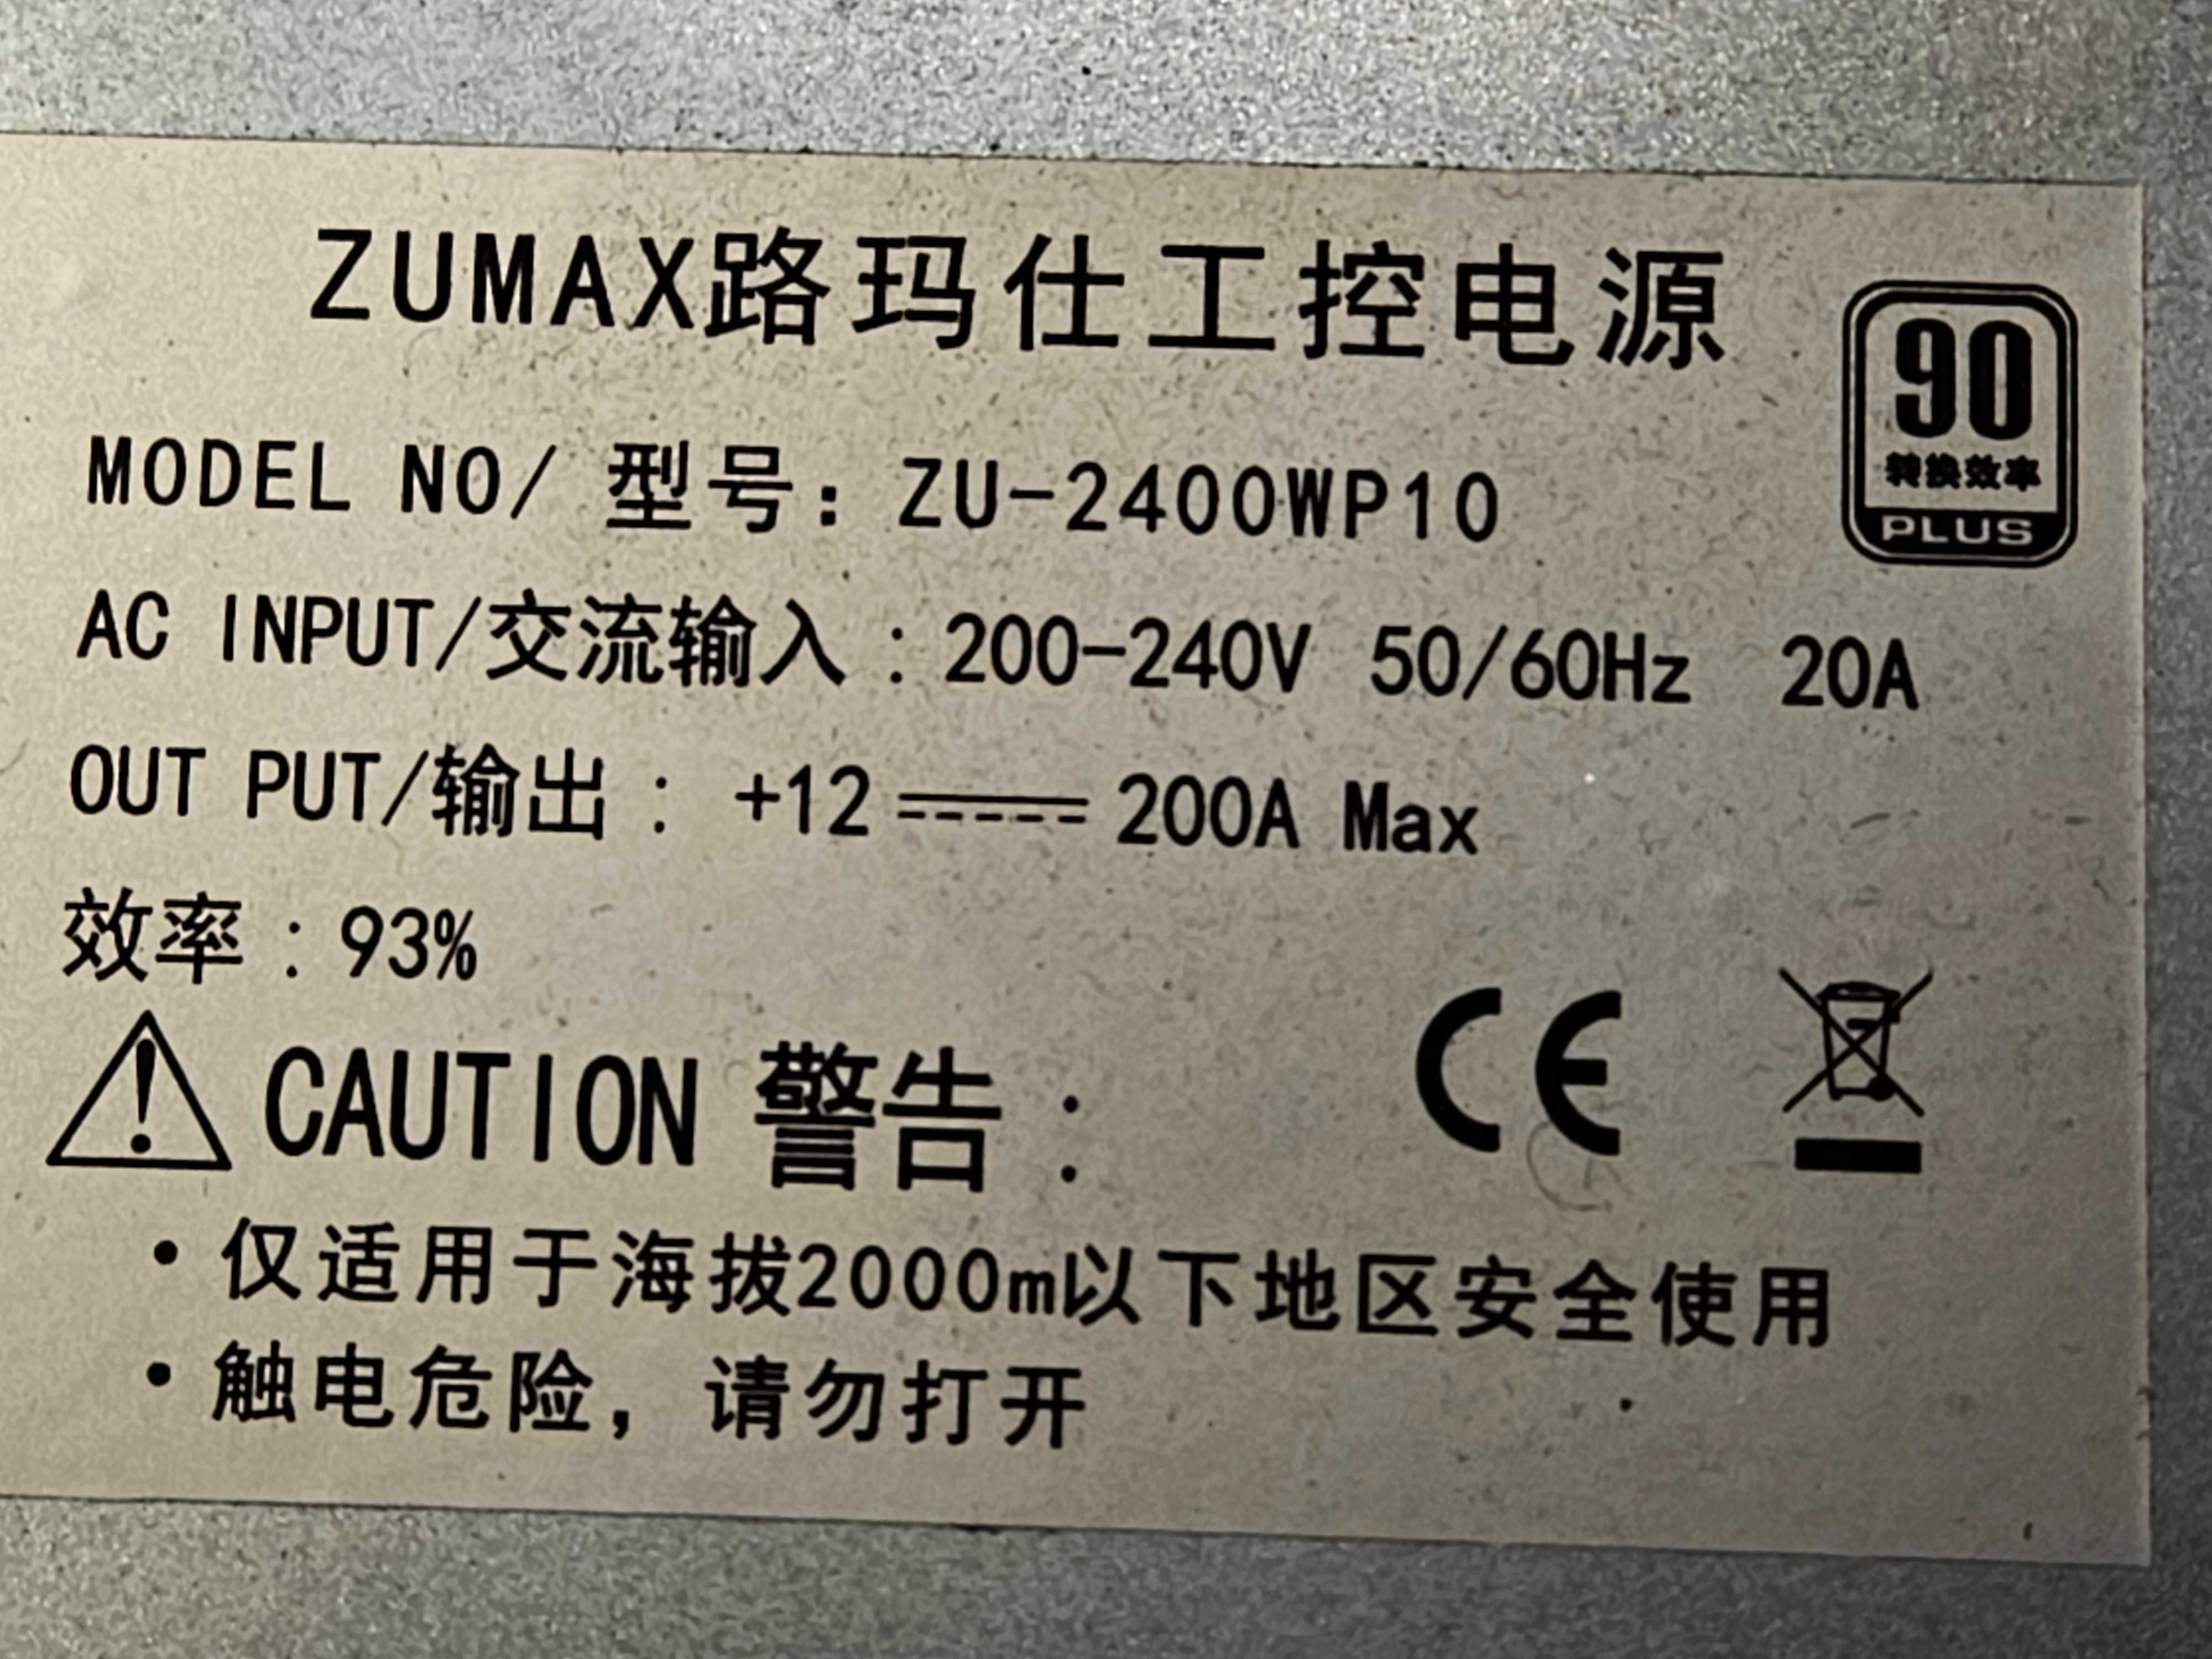 ZUMAX路玛仕工控电源
90
转换效率
PLUS
MODEL NO/ 型号：ZU-2400WP10
AC INPUT/交流输入：200-240V 50/60Hz 20A
OUT PUT/输出： +12 ⎓ 200A Max
效率：93%
CAUTION 警告：
CE
•仅适用于海拔2000m以下地区安全使用
•触电危险，请勿打开